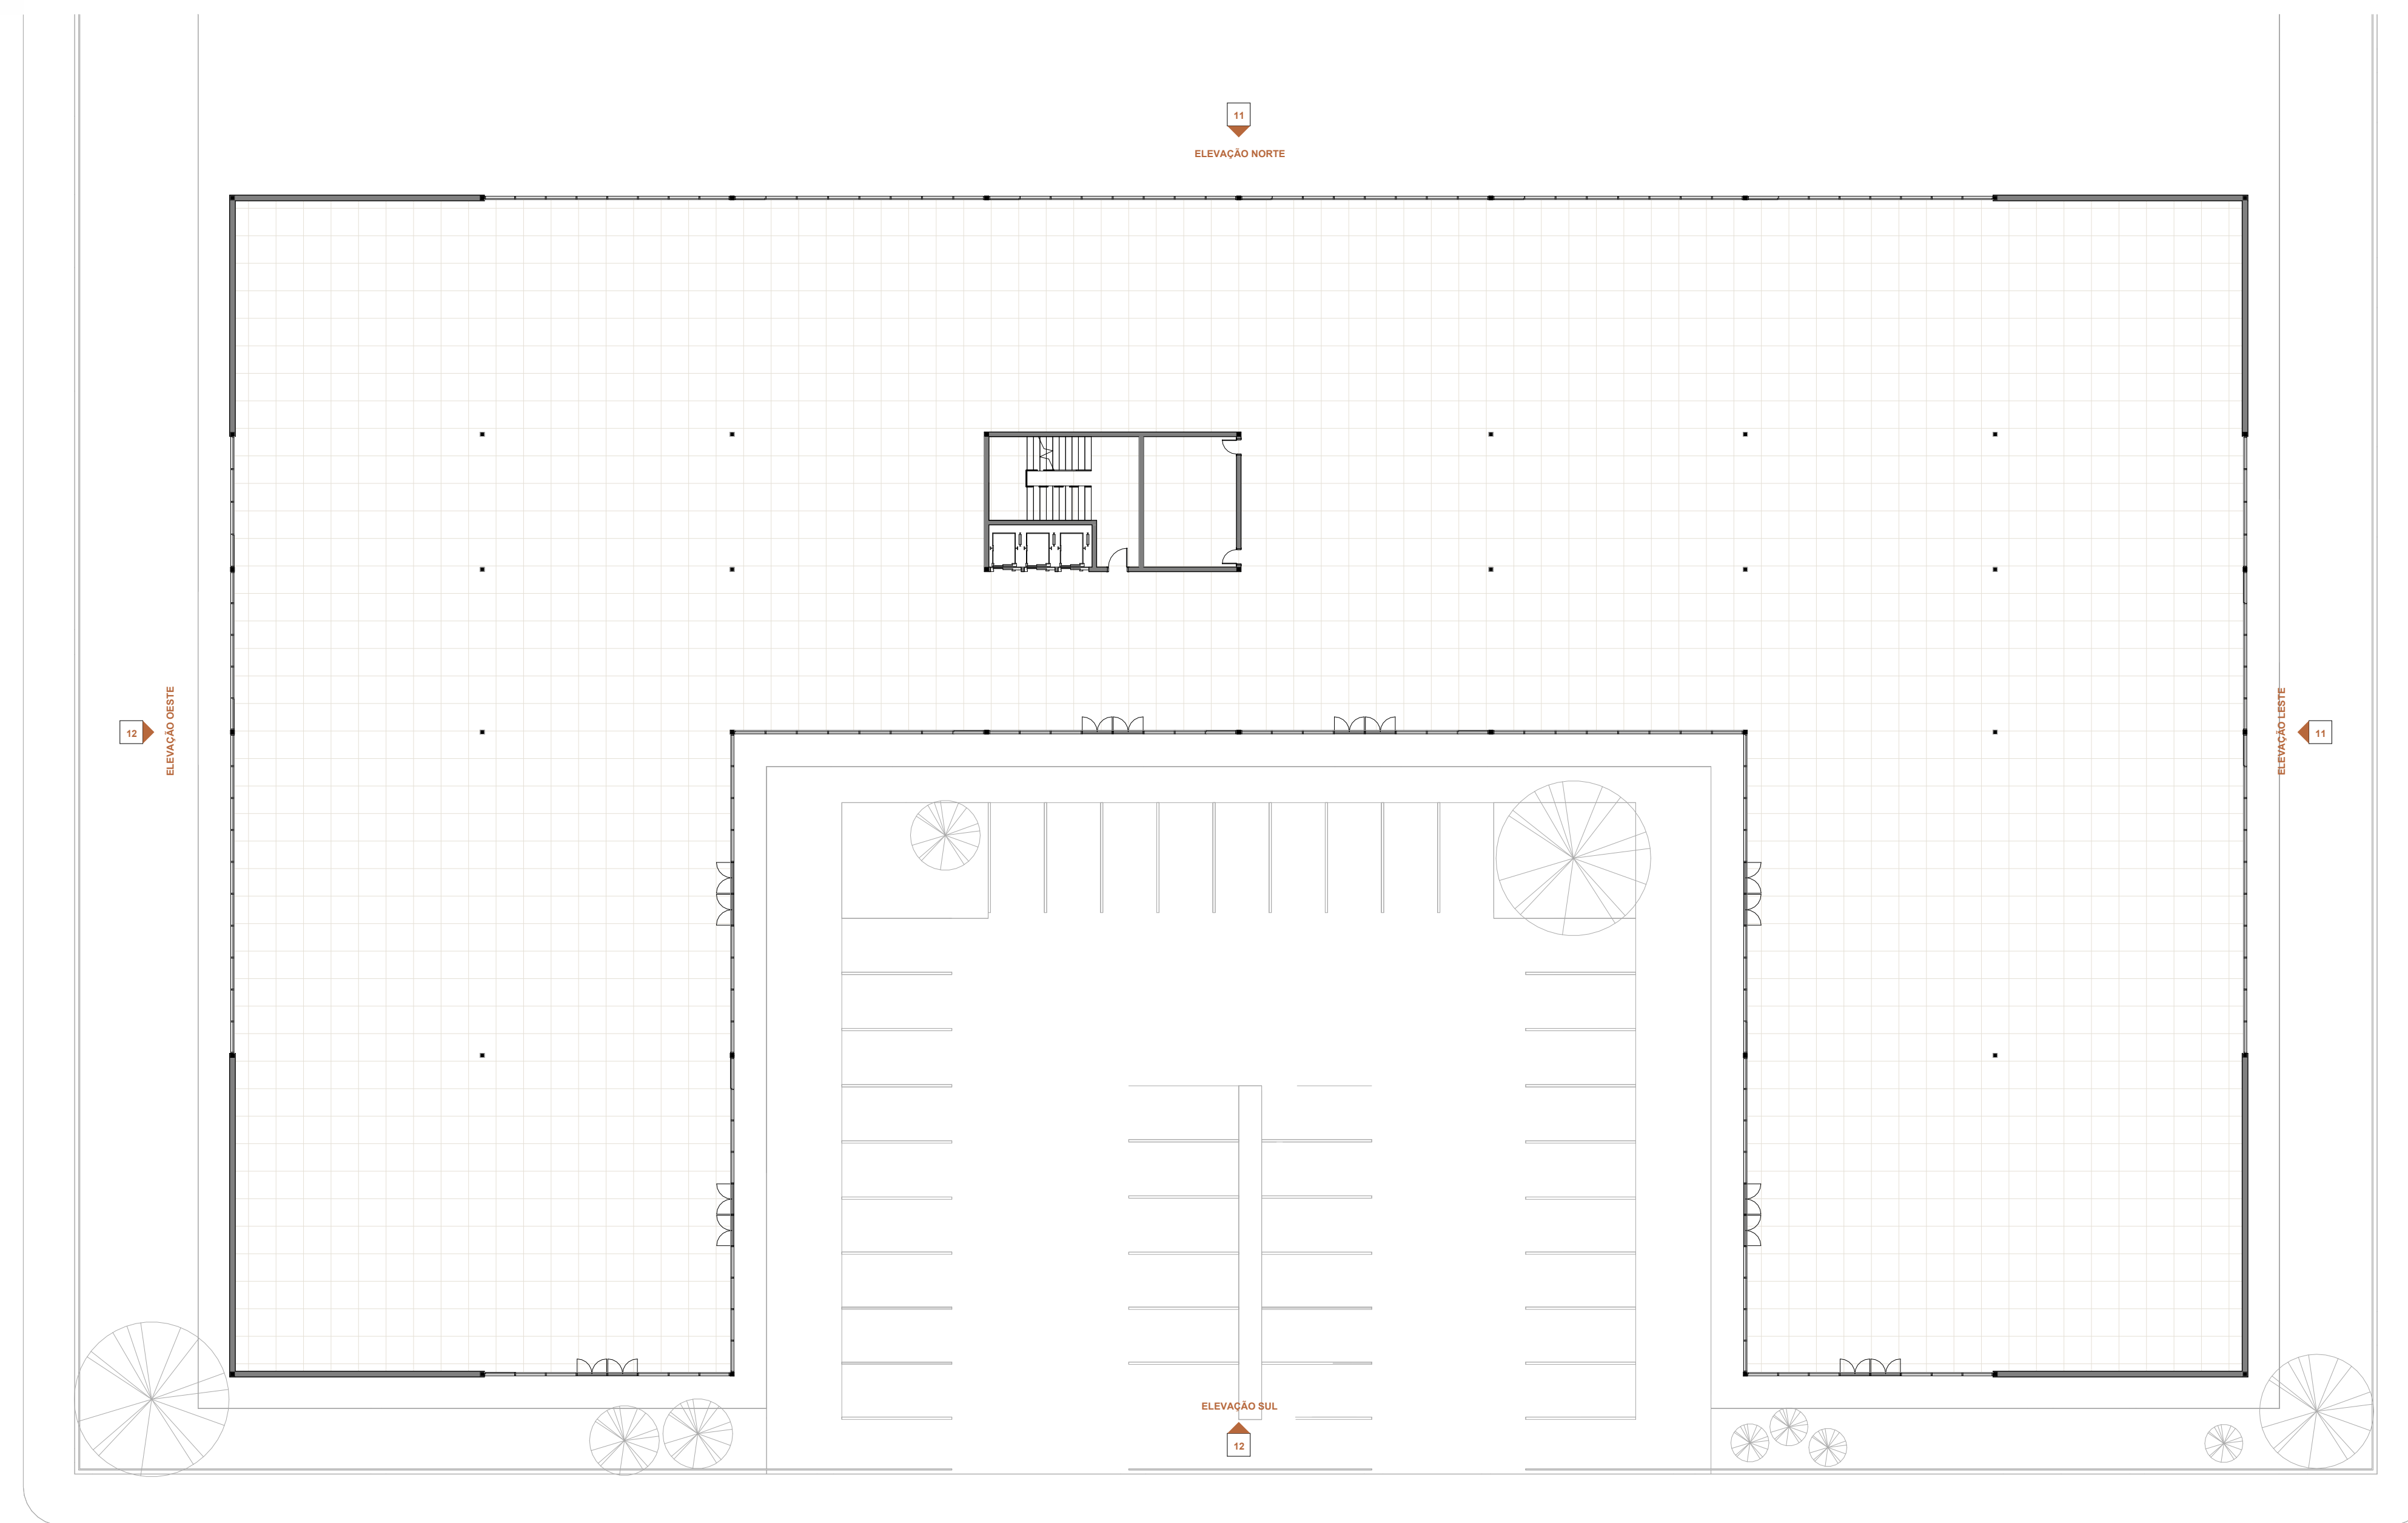 11
ELEVAÇÃO NORTE
12
ELEVAÇÃO OESTE
ELEVAÇÃO LESTE
11
ELEVAÇÃO SUL
12